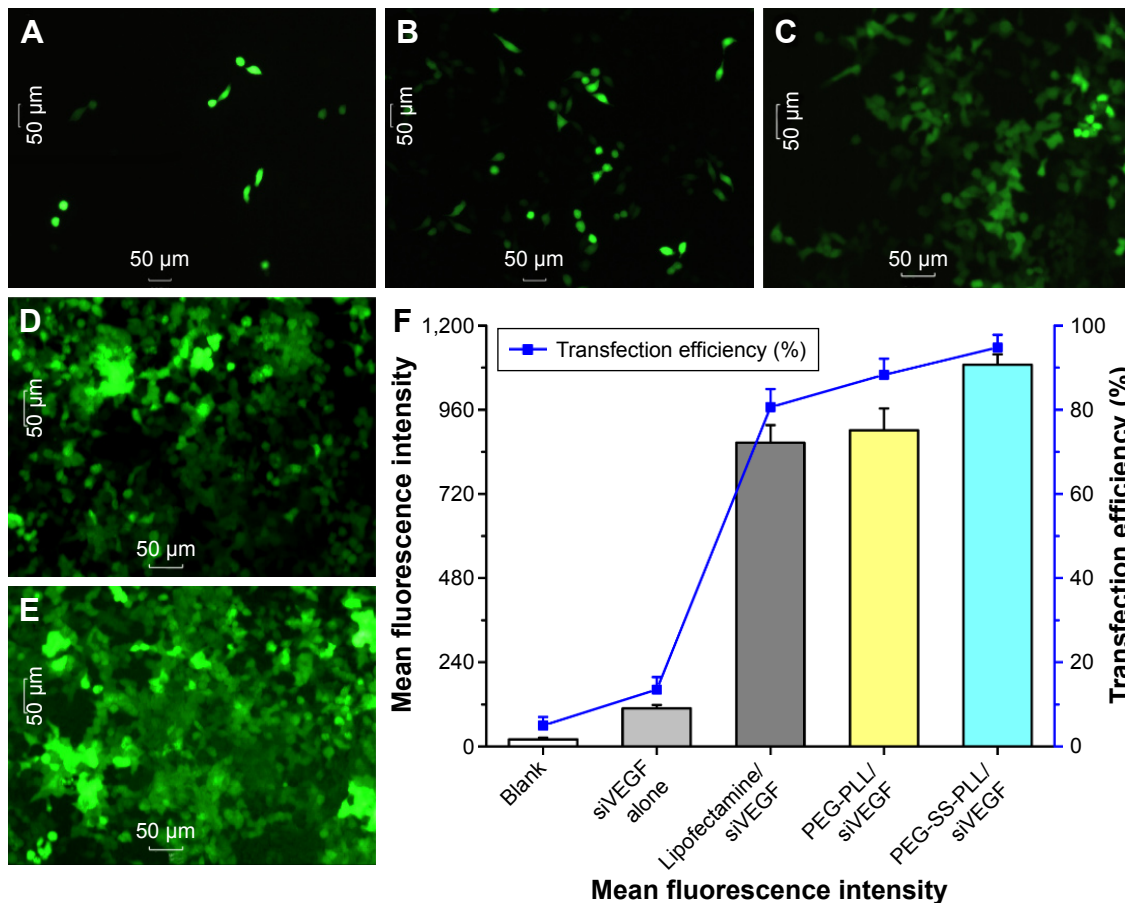 A
50 μm
50 μm
B
50 μm
50 μm
C
50 μm
50 μm
D
50 μm
50 μm
E
50 μm
50 μm
F
Transfection efficiency (%)
Mean fluorescence intensity
1,200
960
720
480
240
0
100
80
60
40
20
0
Transfection efficiency (%)
Blank
siVEGF
alone
Lipofectamine/
siVEGF
PEG-PLL/
siVEGF
PEG-SS-PLL/
siVEGF
Mean fluorescence intensity